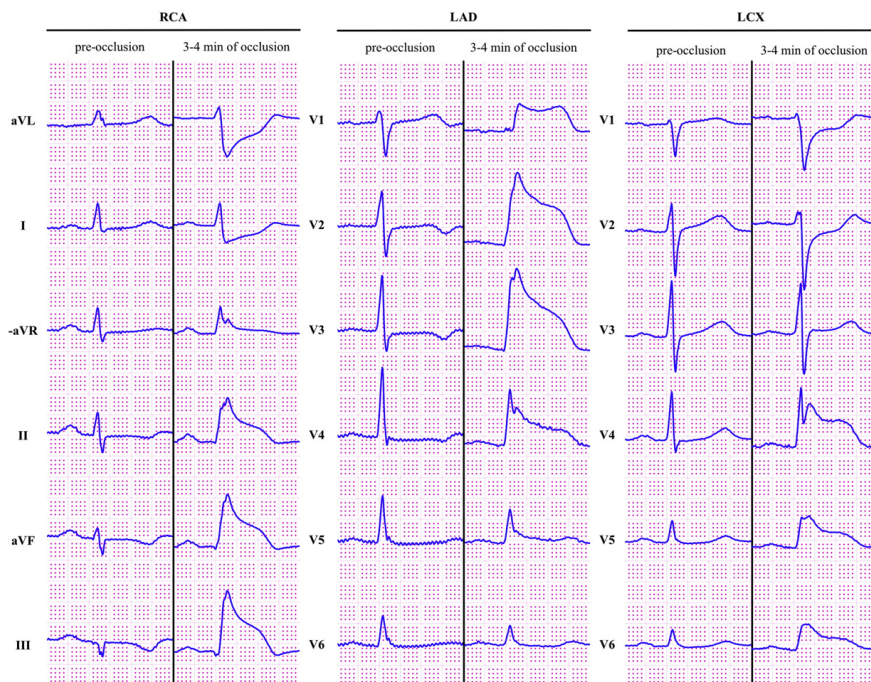 RCA LAD LCX
pre-occlusion 3-4 min of occlusion pre-occlusion 3-4 min of occlusion pre-occlusion 3-4 min of occlusion
aVL V1 V1
I V2 V2
-aVR V3 V3
II V4 V4
aVF V5 V5
III V6 V6